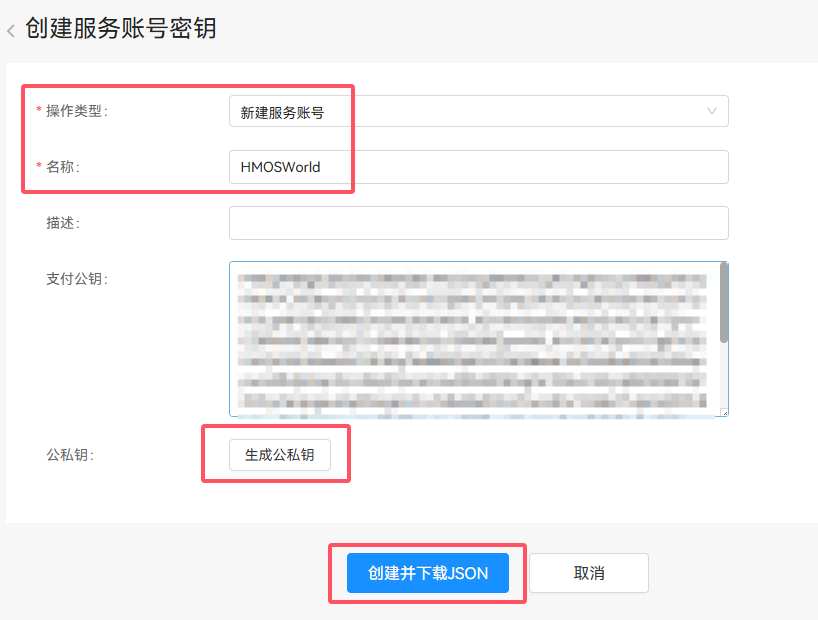 创建服务账号密钥
* 操作类型： 新建服务账号
* 名称： HMOSWorld
描述：
支付公钥：
公私钥： 生成公私钥
创建并下载JSON 取消